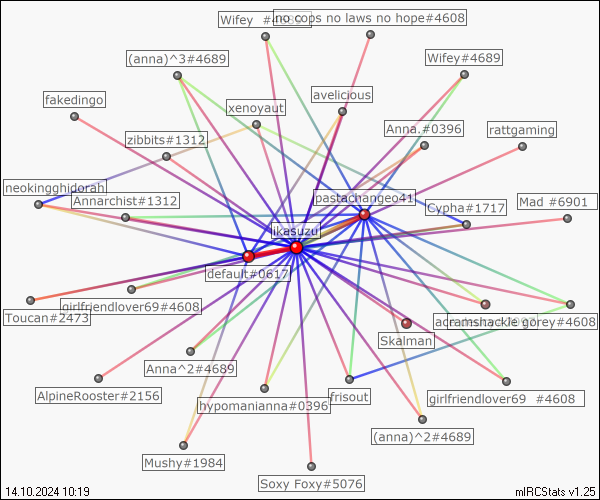 Wifey #4689
no cops no laws no hope#4608
(anna)^3#4689
Wifey#4689
fakedingo
avelicious
xenoyaut
Anna.#0396
rattgaming
zibbits#1312
neokingghidorah
Annarchist#1312
pastachangeo41
Cypha#1717
Mad #6901
ikasuzu
default#0617
girlfriendlover69#4608
Toucan#2473
ramshackle gorey#4608
Skalman
Anna^2#4689
AlpineRooster#2156
hypomanianna#0396
frisout
girlfriendlover69 #4608
(anna)^2#4689
Mushy#1984
Soxy Foxy#5076
14.10.2024 10:19
mIRCStats v1.25